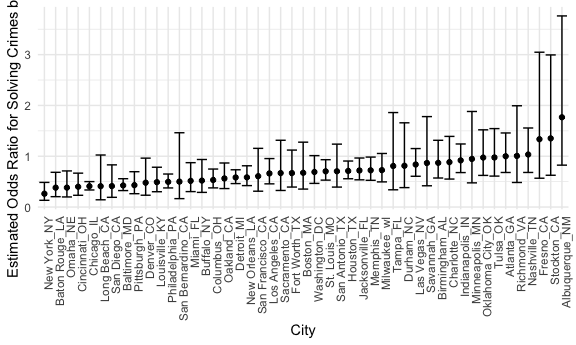 Estimated Odds Ratio for Solving Crimes b
3
2
1
0
New York_NY
Baton Rouge_LA
Omaha_NE
Cincinnati_OH
Chicago_IL
Long Beach_CA
San Diego_CA
Baltimore_MD
Pittsburgh_PA
Denver_CO
Louisville_KY
Philadelphia_PA
San Bernardino_CA
Miami_FL
Buffalo_NY
Columbus_OH
Oakland_CA
Detroit_MI
New Orleans_LA
San Francisco_CA
Los Angeles_CA
Sacramento_CA
Fort Worth_TX
Boston_MA
Washington_DC
St. Louis_MO
San Antonio_TX
Houston_TX
Jacksonville_FL
Memphis_TN
Milwaukee_wI
Tampa_FL
Durham_NC
Las Vegas_NV
Savannah_GA
Birmingham_AL
Charlotte_NC
Indianapolis_IN
Minneapolis_MN
Oklahoma City_OK
Tulsa_OK
Atlanta_GA
Richmond_VA
Nashville_TN
Fresno_CA
Stockton_CA
Albuquerque_NM
City